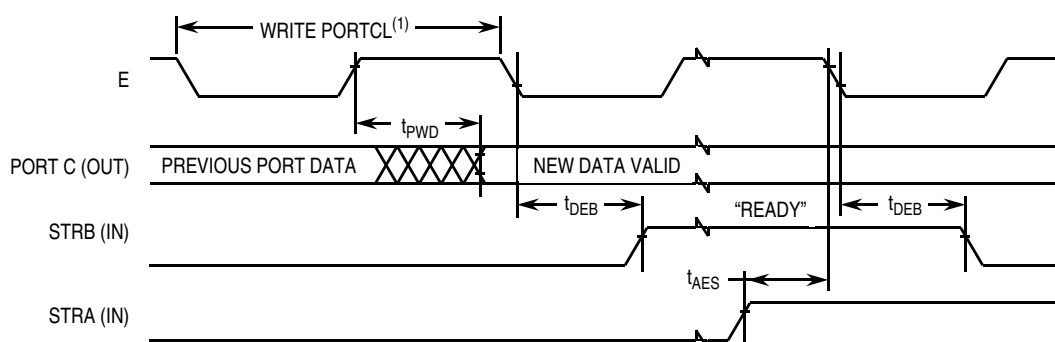 WRITE PORTCL(1)
E
tPWD
PORT C (OUT) PREVIOUS PORT DATA NEW DATA VALID
tDEB "READY" tDEB
STRB (IN)
tAES
STRA (IN)